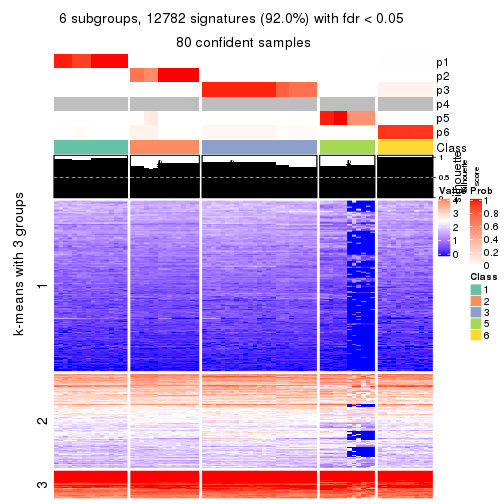 6 subgroups, 12782 signatures (92.0%) with fdr < 0.05
80 confident samples
p1
p2
p3
p4
p5
p6
Class
1
0.5
0
silhouette
score
Value
4
3
2
1
0
Prob
1
0.8
0.6
0.4
0.2
0
Class
1
2
3
5
6
k-means with 3 groups
1
2
3